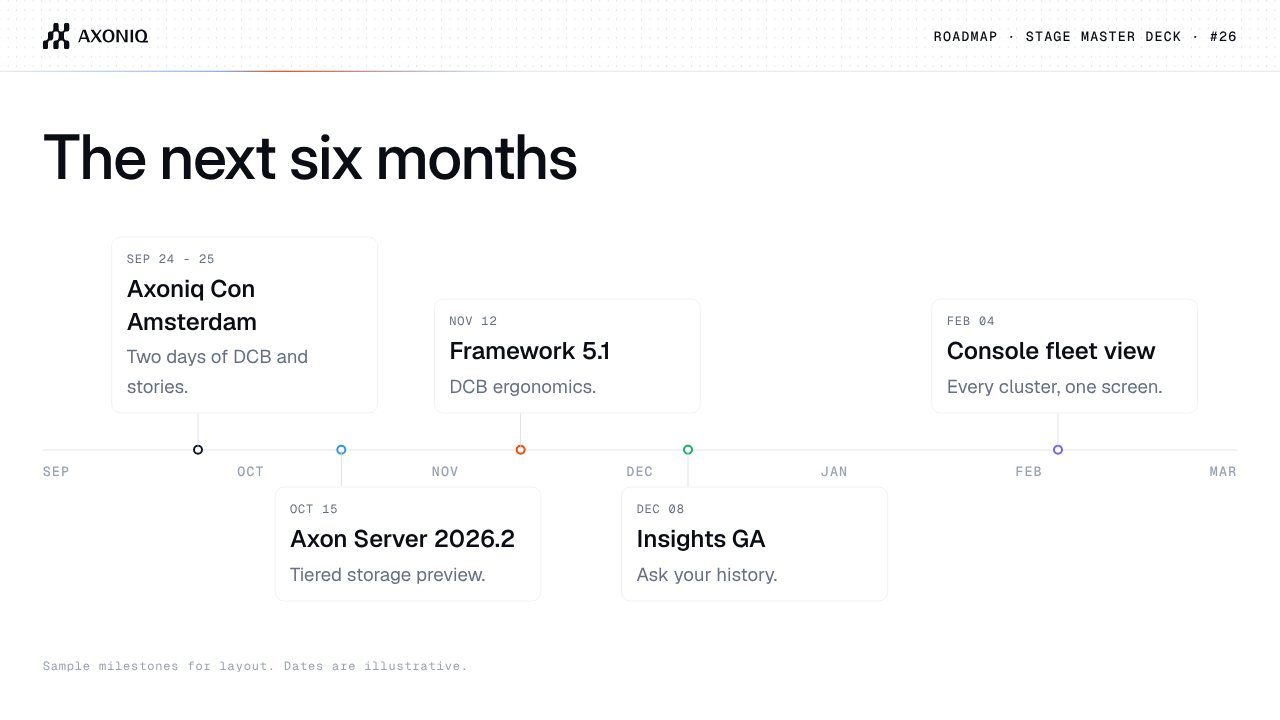 AXONIQ
ROADMAP · STAGE MASTER DECK · #26
The next six months
SEP 24 - 25
Axoniq Con
Amsterdam
Two days of DCB and
stories.
NOV 12
Framework 5.1
DCB ergonomics.
FEB 04
Console fleet view
Every cluster, one screen.
SEP
OCT
NOV
DEC
JAN
FEB
MAR
OCT 15
Axon Server 2026.2
Tiered storage preview.
DEC 08
Insights GA
Ask your history.
Sample milestones for layout. Dates are illustrative.